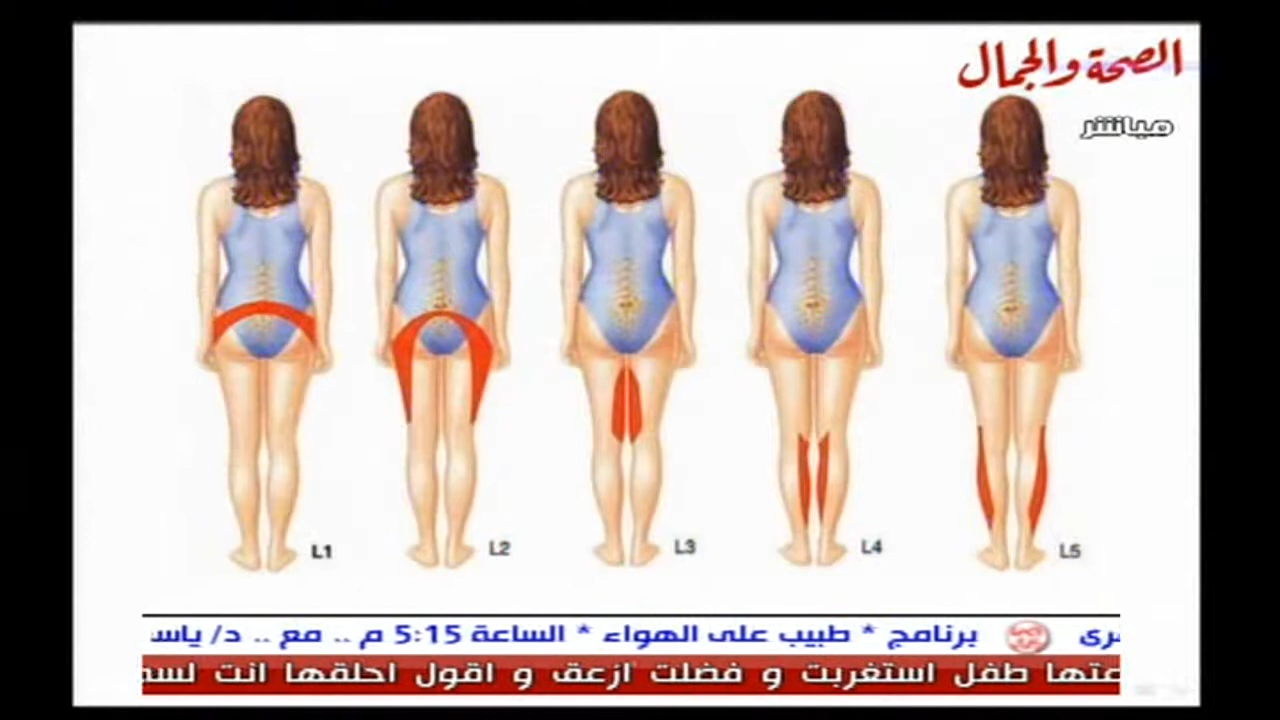 الصحة والجمال
مباشر
L1
L2
L3
L4
L5
برنامج * طبيب على الهواء * الساعة 5:15 م .. مع .. د/
طفل استغربت و فضلت ازعق و اقول احلقها انت